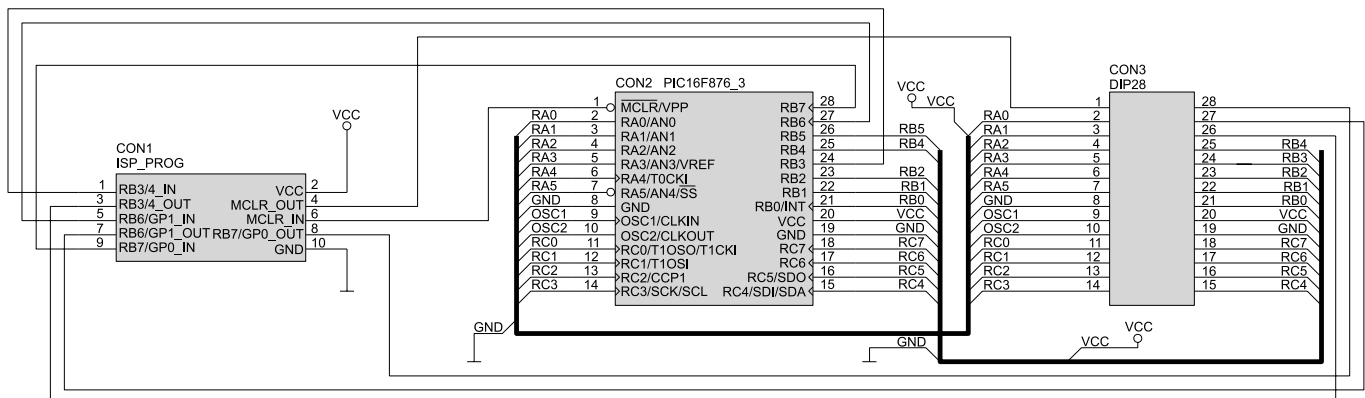 CON1
ISP_PROG
VCC
1 RB3/4_IN VCC 2
3 RB3/4_OUT MCLR_OUT 4
5 RB6/GP1_IN MCLR_IN 6
7 RB6/GP1_OUT RB7/GP0_OUT 8
9 RB7/GP0_IN GND 10
CON2 PIC16F876_3
1 MCLR/VPP RB7 28
RA0 2 RA0/AN0 RB6 27
RA1 3 RA1/AN1 RB5 26 RB5
RA2 4 RA2/AN2 RB4 25 RB4
RA3 5 RA3/AN3/VREF RB3 24
RA4 6 RA4/T0CKI RB2 23 RB2
RA5 7 RA5/AN4/SS RB1 22 RB1
GND 8 GND RB0/INT 21 RB0
OSC1 9 OSC1/CLKIN VCC 20 VCC
OSC2 10 OSC2/CLKOUT GND 19 GND
RC0 11 RC0/T1OSO/T1CKI RC7 18 RC7
RC1 12 RC1/T1OSI RC6 17 RC6
RC2 13 RC2/CCP1 RC5/SDO 16 RC5
RC3 14 RC3/SCK/SCL RC4/SDI/SDA 15 RC4
GND
VCC
VCC
CON3
DIP28
1 28
RA0 2 27
RA1 3 26
RA2 4 25 RB4
RA3 5 24 RB3
RA4 6 23 RB2
RA5 7 22 RB1
GND 8 21 RB0
OSC1 9 20 VCC
OSC2 10 19 GND
RC0 11 18 RC7
RC1 12 17 RC6
RC2 13 16 RC5
RC3 14 15 RC4
GND
VCC
VCC